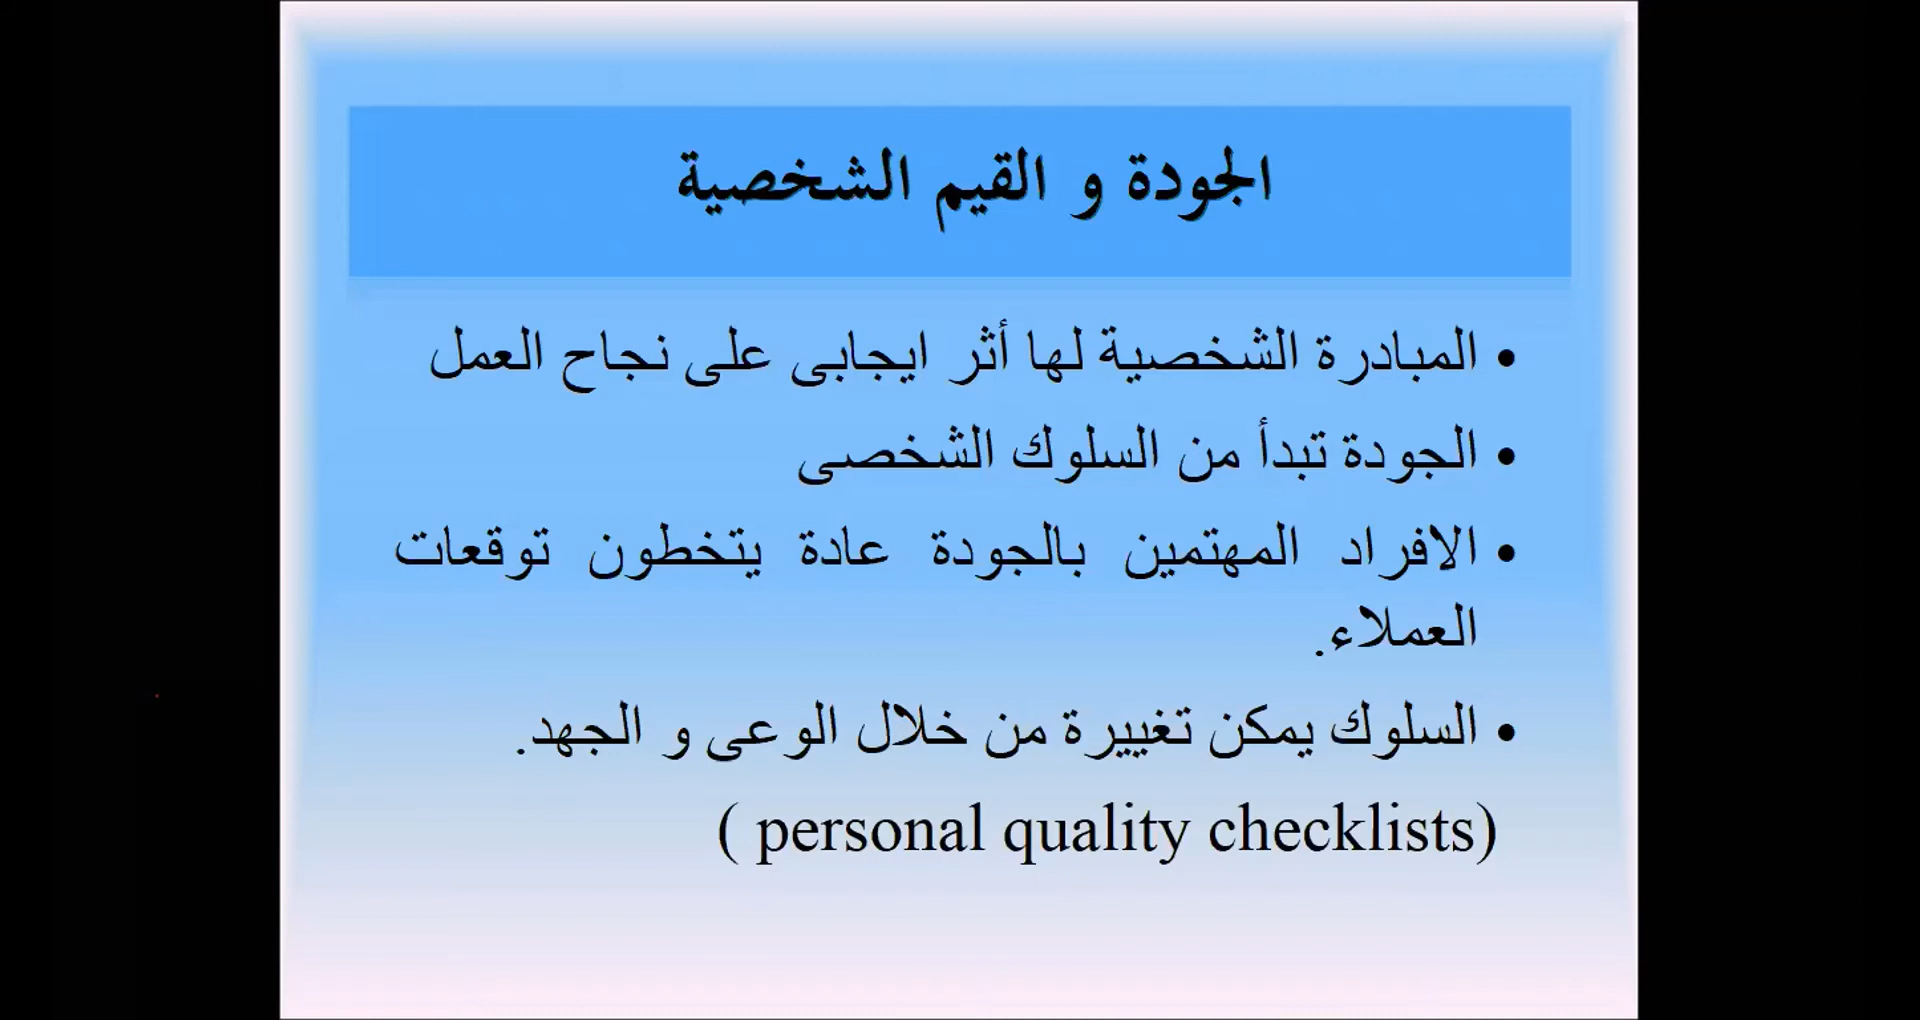 الجودة و القيم الشخصية
• المبادرة الشخصية لها أثر ايجابى على نجاح العمل
• الجودة تبدأ من السلوك الشخصى
• الافراد المهتمين بالجودة عادة يتخطون توقعات
العملاء.
• السلوك يمكن تغييرة من خلال الوعى و الجهد.
( personal quality checklists)